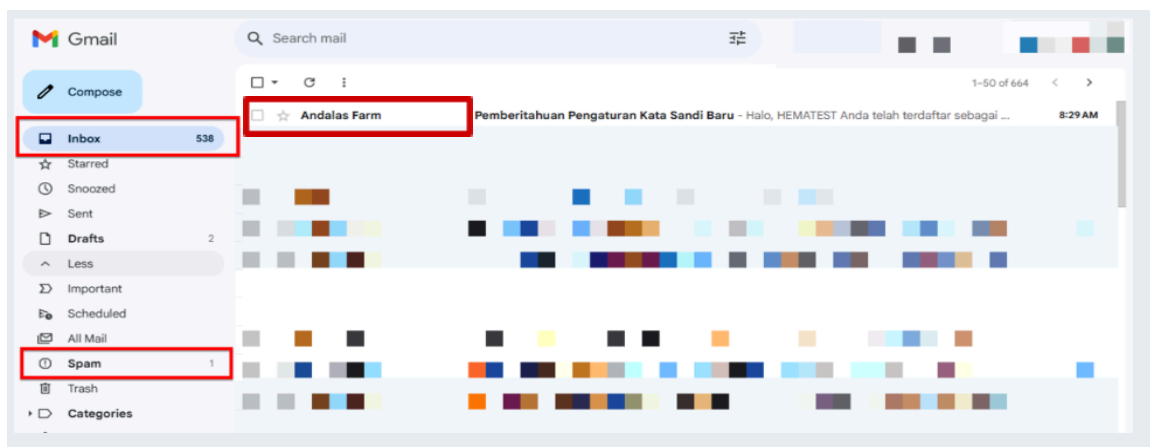 Gmail
Search mail
Compose
1–50 of 664
Andalas Farm Pemberitahuan Pengaturan Kata Sandi Baru - Halo, HEMATEST Anda telah terdaftar sebagai ... 8:29 AM
Inbox 538
Starred
Snoozed
Sent
Drafts 2
Less
Important
Scheduled
All Mail
Spam 1
Trash
Categories